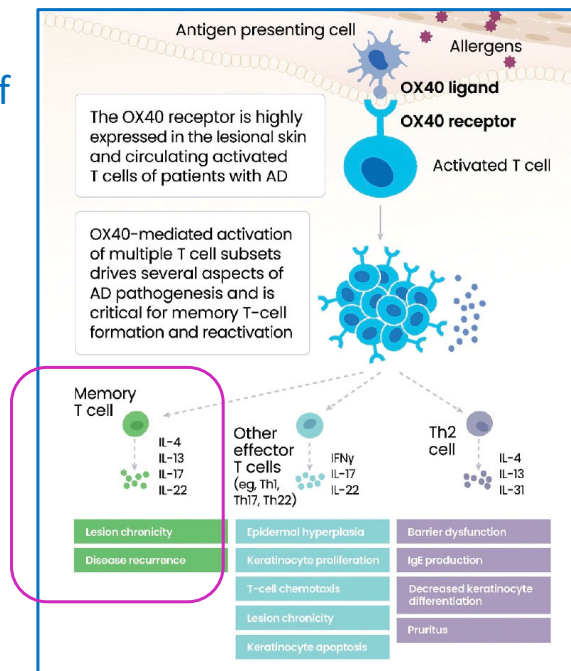 f
Antigen presenting cell
Allergens
OX40 ligand
OX40 receptor
The OX40 receptor is highly
expressed in the lesional skin
and circulating activated
T cells of patients with AD
Activated T cell
OX40-mediated activation
of multiple T cell subsets
drives several aspects of
AD pathogenesis and is
critical for memory T-cell
formation and reactivation
Memory
T cell
IL-4
IL-13
IL-17
IL-22
Lesion chronicity
Disease recurrence
Other
effector
T cells
(eg, Th1,
Th17, Th22)
IFNγ
IL-17
IL-22
Epidermal hyperplasia
Keratinocyte proliferation
T-cell chemotaxis
Lesion chronicity
Keratinocyte apoptosis
Th2
cell
IL-4
IL-13
IL-31
Barrier dysfunction
IgE production
Decreased keratinocyte
differentiation
Pruritus